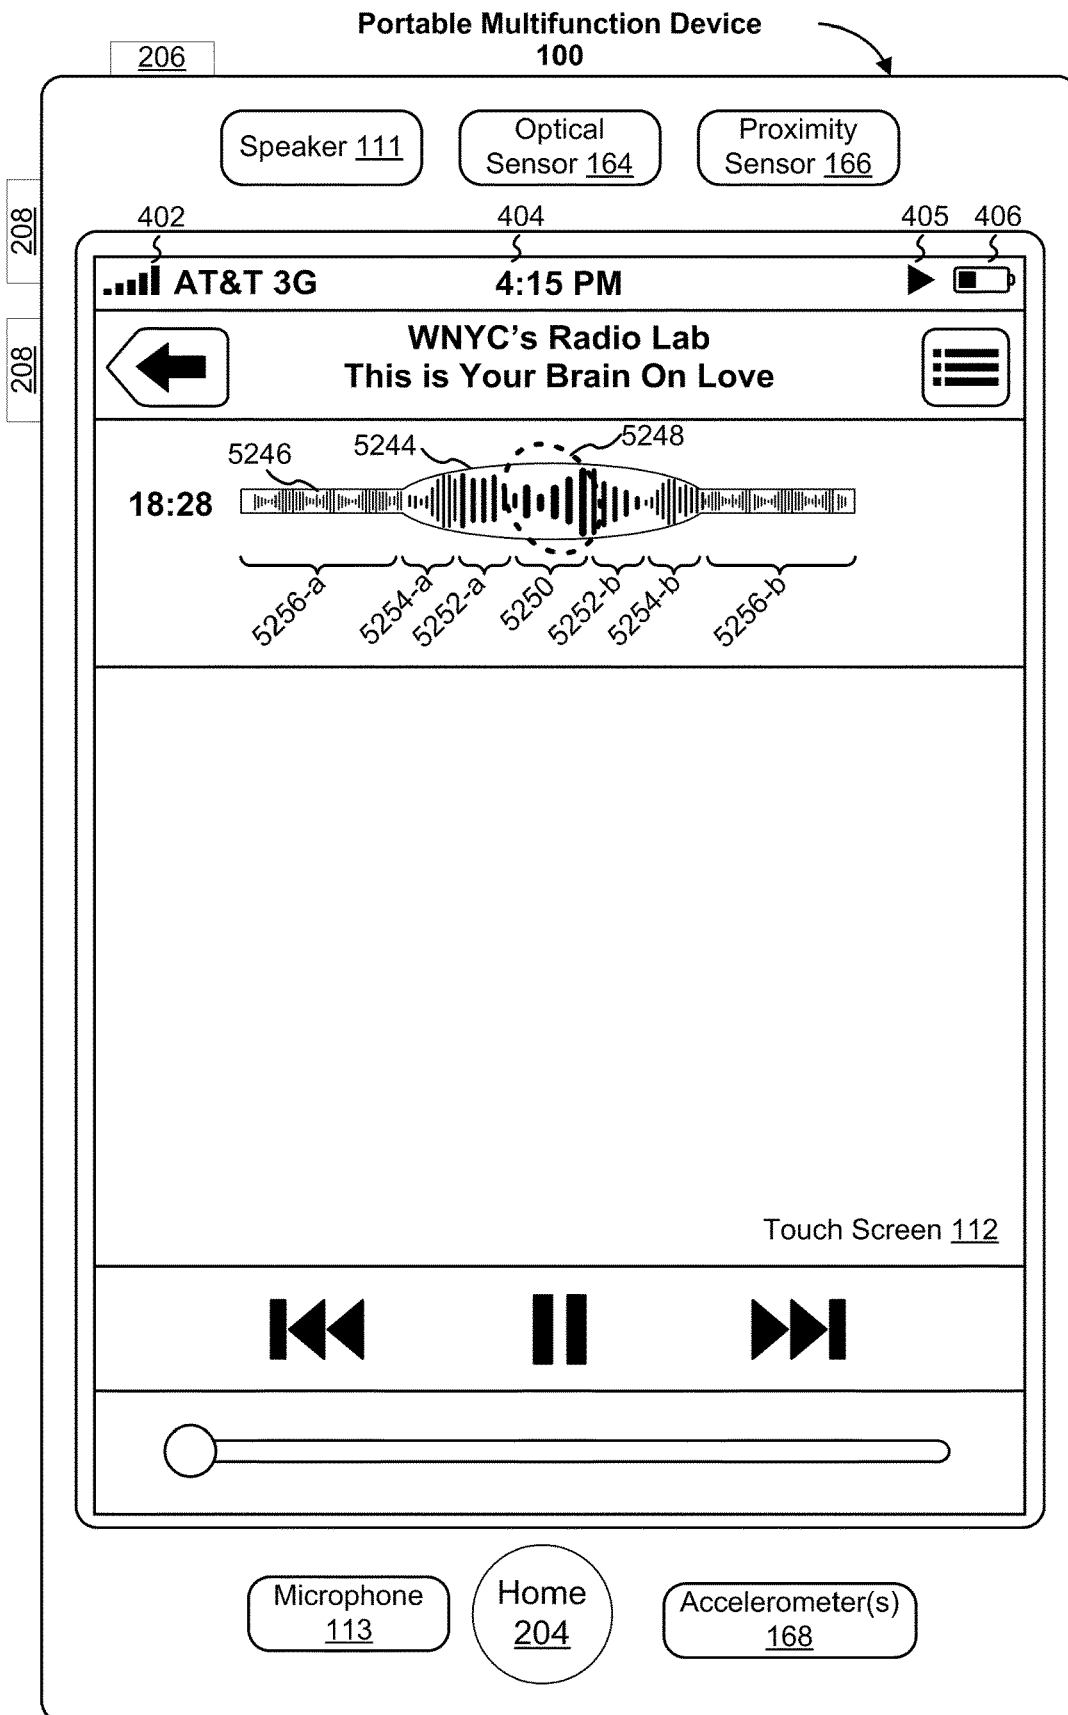 Portable Multifunction Device
100
206
Speaker 111
Optical
Sensor 164
Proximity
Sensor 166
208
402
404
405
406
AT&T 3G
4:15 PM
208
WNYC's Radio Lab
This is Your Brain On Love
5246
5244
5248
18:28
5256-a
5254-a
5252-a
5250
5252-b
5254-b
5256-b
Touch Screen 112
Microphone
113
Home
204
Accelerometer(s)
168